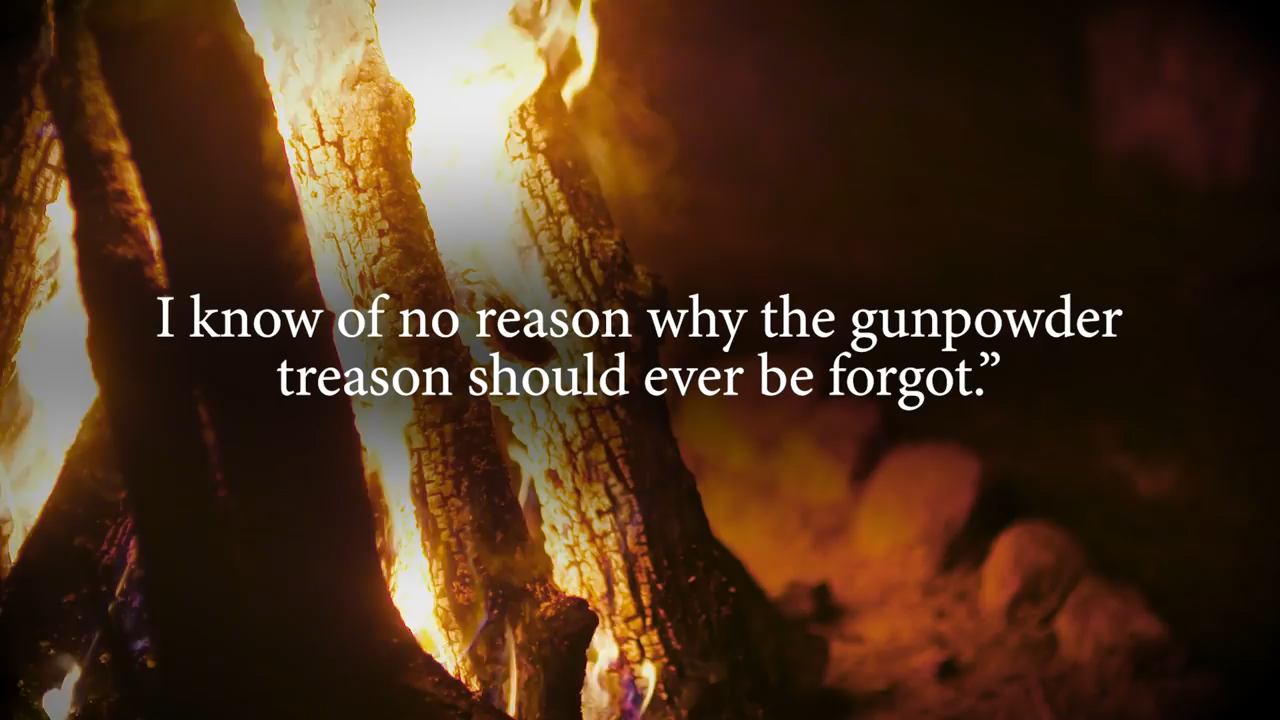 I know of no reason why the gunpowder
treason should ever be forgot.”